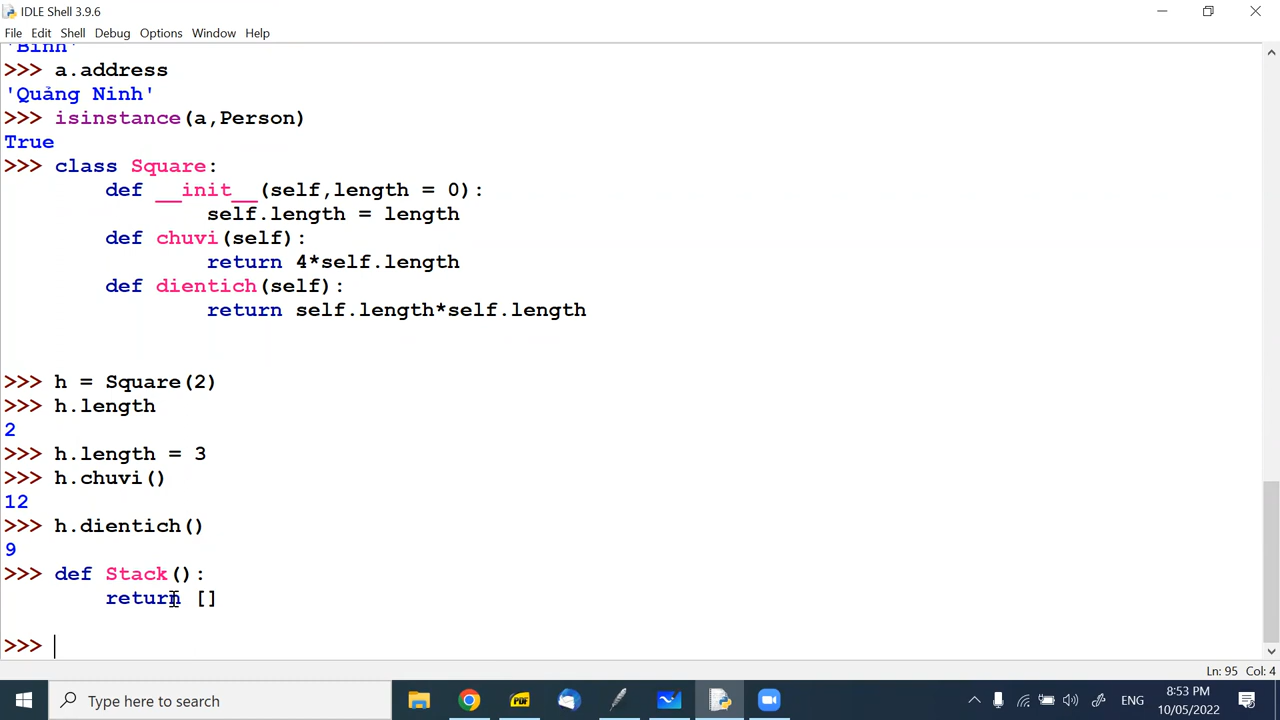 IDLE Shell 3.9.6
File Edit Shell Debug Options Window Help
'Bình'
>>> a.address
'Quảng Ninh'
>>> isinstance(a,Person)
True
>>> class Square:
def __init__(self,length = 0):
self.length = length
def chuvi(self):
return 4*self.length
def dientich(self):
return self.length*self.length
>>> h = Square(2)
>>> h.length
2
>>> h.length = 3
>>> h.chuvi()
12
>>> h.dientich()
9
>>> def Stack():
return []
>>>
Ln: 95 Col: 4
Type here to search
PDF
ENG
8:53 PM
10/05/2022